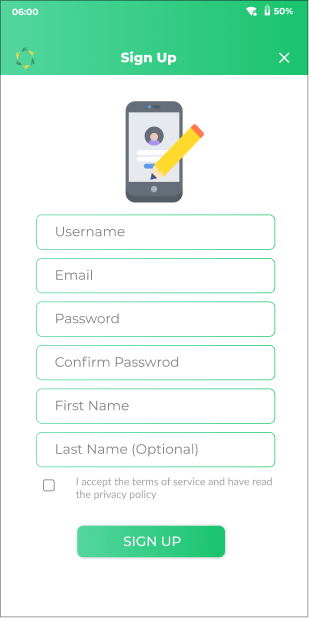 06:00
50%
Sign Up
Username
Email
Password
Confirm Passwrod
First Name
Last Name (Optional)
I accept the terms of service and have read
the privacy policy
SIGN UP